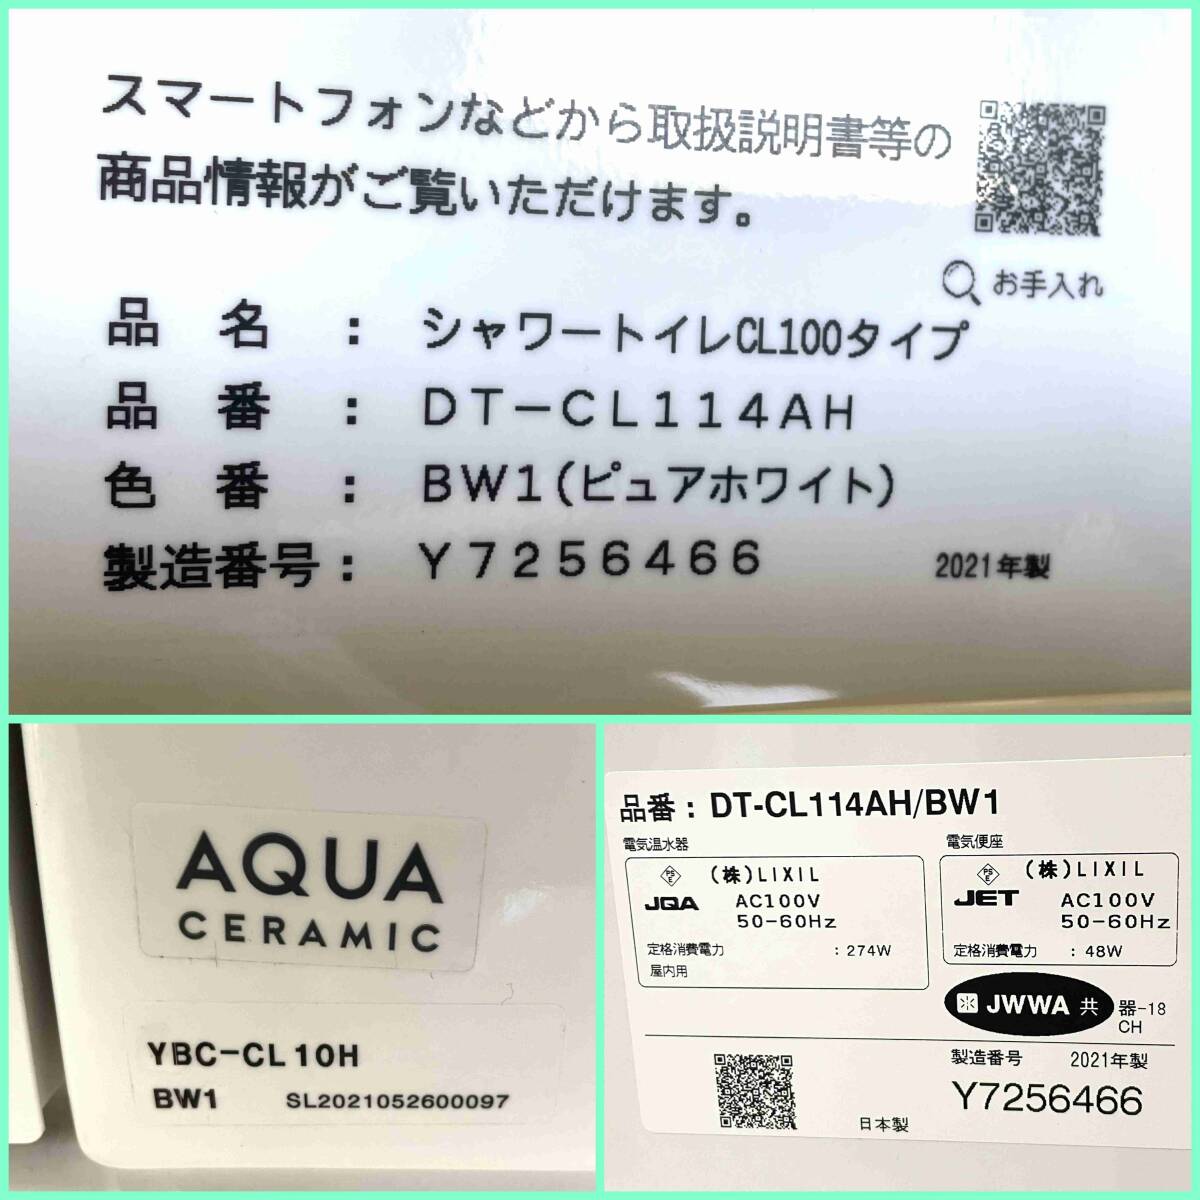 スマートフォンなどから取扱説明書等の
商品情報がご覧いただけます。
お手入れ
品名：シャワートイレCL100タイプ
品番：DT-CL114AH
色番：BW1(ピュアホワイト)
製造番号：Y7256466 2021年製
AQUA
CERAMIC
YBC-CL10H
BW1 SL2021052600097
品番：DT-CL114AH/BW1
電気温水器
PS E (株)LIXIL
JQA AC100V
50-60Hz
定格消費電力 : 274W
屋内用
電気便座
PS E (株)LIXIL
JET AC100V
50-60Hz
定格消費電力 : 48W
JWWA 共 器-18
CH
製造番号 2021年製
Y7256466
日本製